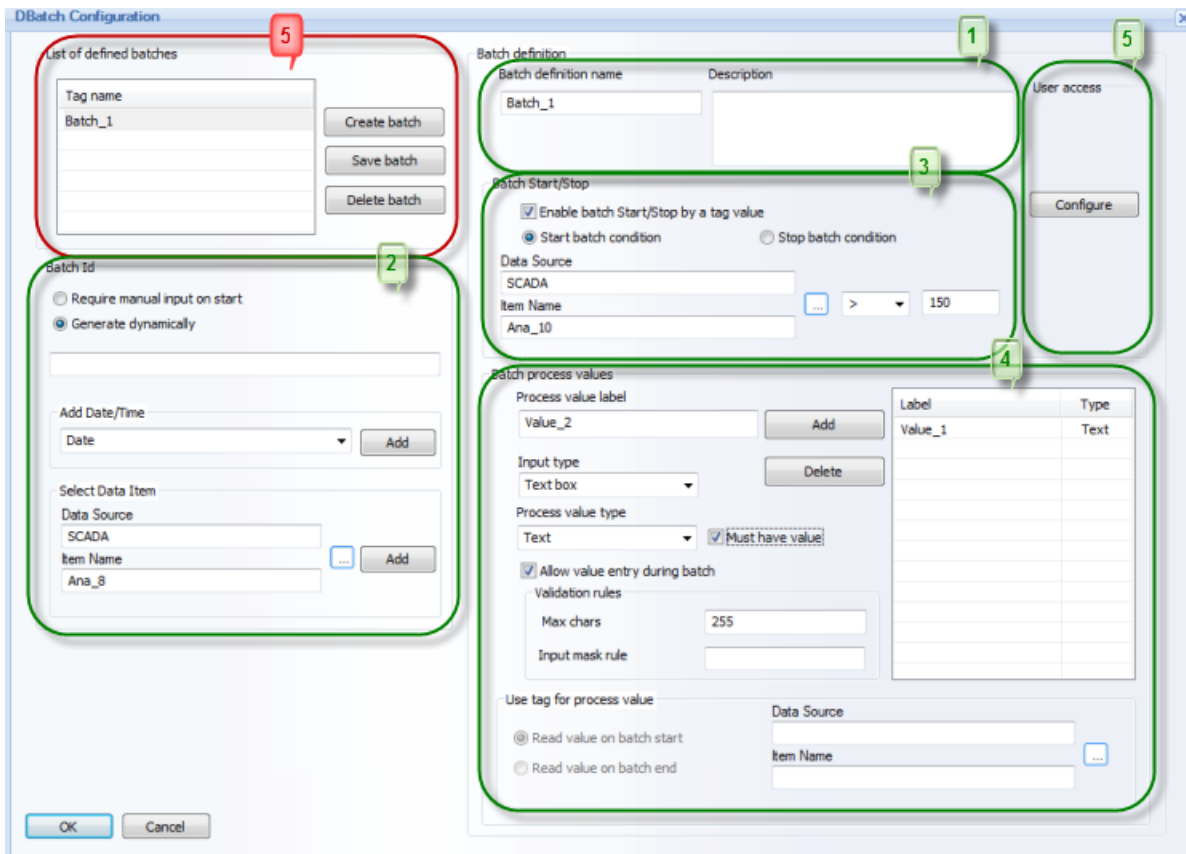 DBatch Configuration
5
List of defined batches
Tag name
Batch_1
Create batch
Save batch
Delete batch
2
Batch Id
Require manual input on start
Generate dynamically
Add Date/Time
Date
Add
Select Data Item
Data Source
SCADA
Item Name
... Add
Ana_8
OK Cancel
Batch definition
1
Batch definition name Description
Batch_1
3
Batch Start/Stop
Enable batch Start/Stop by a tag value
Start batch condition Stop batch condition
Data Source
SCADA
Item Name
... > 150
Ana_10
5
User access
Configure
4
Batch process values
Process value label
Value_2 Add
Input type
Text box Delete
Process value type
Text Must have value
Allow value entry during batch
Validation rules
Max chars 255
Input mask rule
Label Type
Value_1 Text
Use tag for process value
Read value on batch start
Read value on batch end
Data Source
Item Name
...